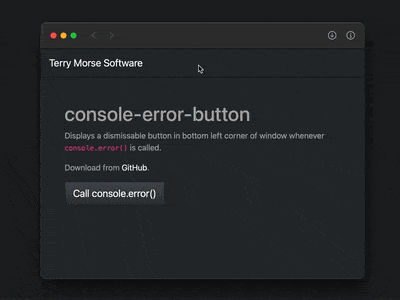 Terry Morse Software
console-error-button
Displays a dismissable button in bottom left corner of window whenever
console.error() is called.
Download from GitHub.
Call console.error()